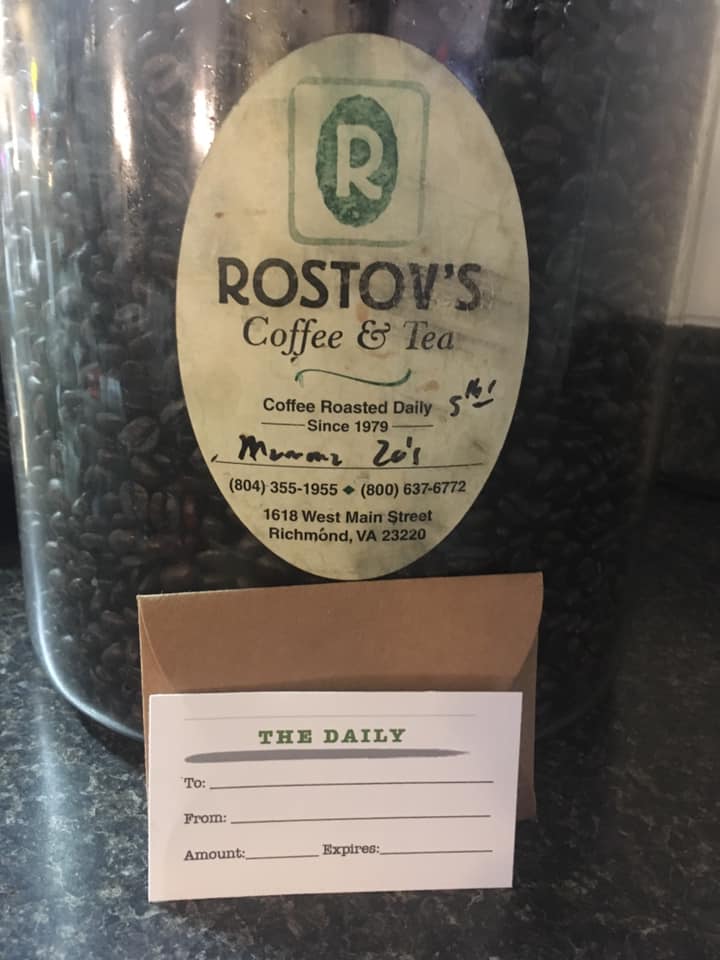 R
ROSTOV'S
Coffee & Tea
Coffee Roasted Daily
Since 1979
(804) 355-1955 ◆ (800) 637-6772
1618 West Main Street
Richmond, VA 23220
THE DAILY
To:
From:
Amount: Expires: